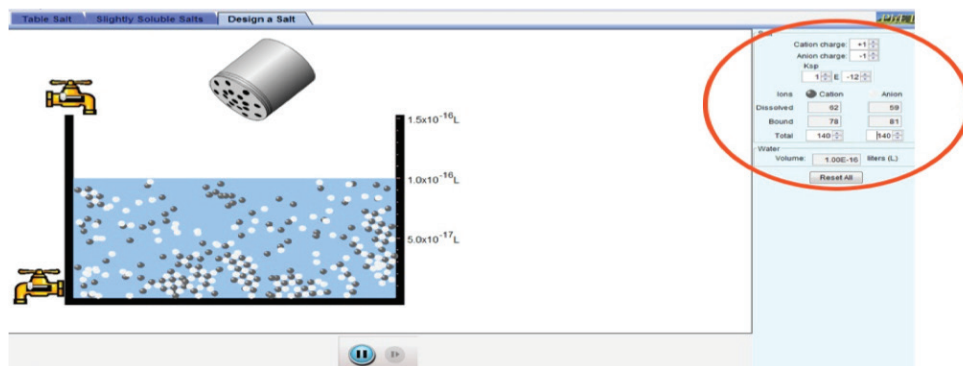 Table Salt Slightly Soluble Salts Design a Salt
Cation charge: +1
Anion charge: -1
Ksp
1 E -12
Ions Cation Anion
Dissolved 62 59
Bound 78 81
Total 140 140
Water
Volume: 1.00E-16 liters (L)
Reset All
1.5x10⁻¹⁶L
1.0x10⁻¹⁶L
5.0x10⁻¹⁷L